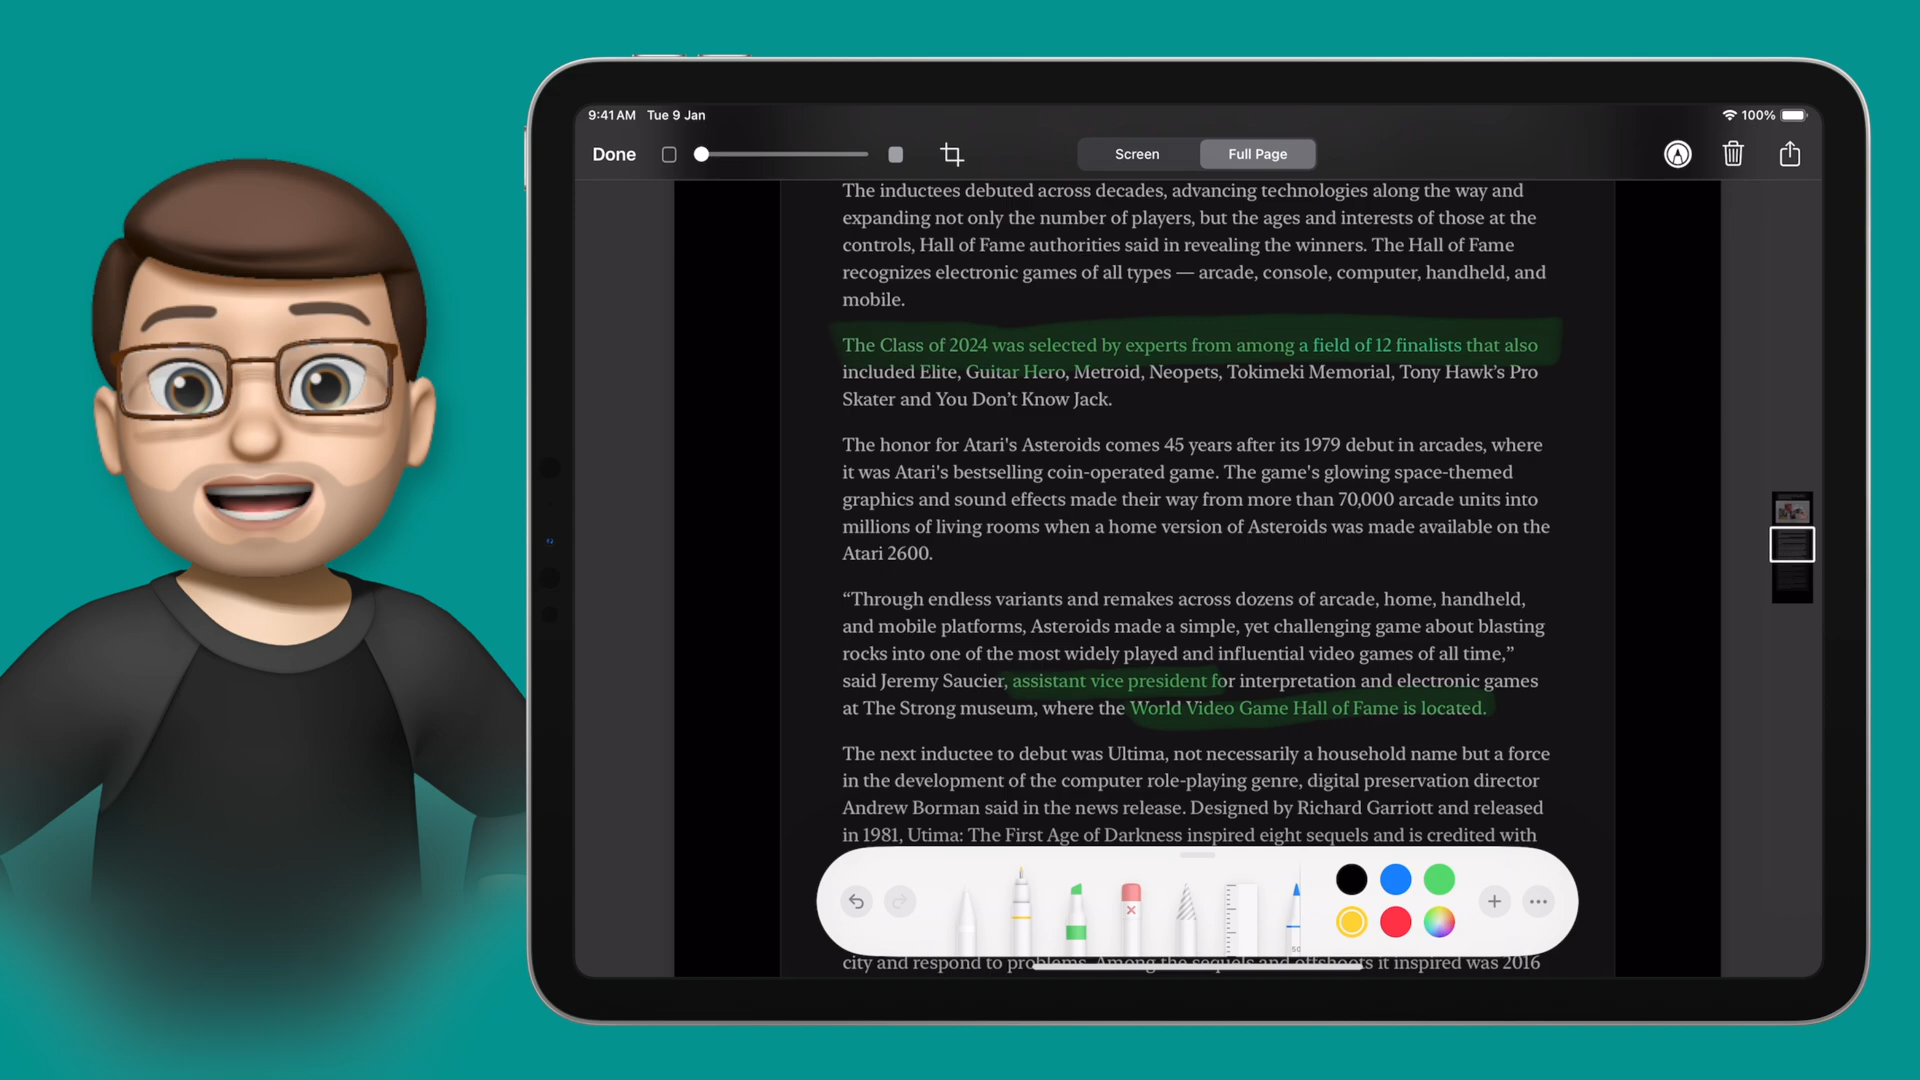 9:41 AM Tue 9 Jan
100%
Done
Screen
Full Page
The inductees debuted across decades, advancing technologies along the way and
expanding not only the number of players, but the ages and interests of those at the
controls, Hall of Fame authorities said in revealing the winners. The Hall of Fame
recognizes electronic games of all types — arcade, console, computer, handheld, and
mobile.
The Class of 2024 was selected by experts from among a field of 12 finalists that also
included Elite, Guitar Hero, Metroid, Neopets, Tokimeki Memorial, Tony Hawk’s Pro
Skater and You Don’t Know Jack.
The honor for Atari's Asteroids comes 45 years after its 1979 debut in arcades, where
it was Atari's bestselling coin-operated game. The game's glowing space-themed
graphics and sound effects made their way from more than 70,000 arcade units into
millions of living rooms when a home version of Asteroids was made available on the
Atari 2600.
“Through endless variants and remakes across dozens of arcade, home, handheld,
and mobile platforms, Asteroids made a simple, yet challenging game about blasting
rocks into one of the most widely played and influential video games of all time,”
said Jeremy Saucier, assistant vice president for interpretation and electronic games
at The Strong museum, where the World Video Game Hall of Fame is located.
The next inductee to debut was Ultima, not necessarily a household name but a force
in the development of the computer role-playing genre, digital preservation director
Andrew Borman said in the news release. Designed by Richard Garriott and released
in 1981, Utima: The First Age of Darkness inspired eight sequels and is credited with
50
city and respond to problems. Among the sequels and offshoots it inspired was 2016